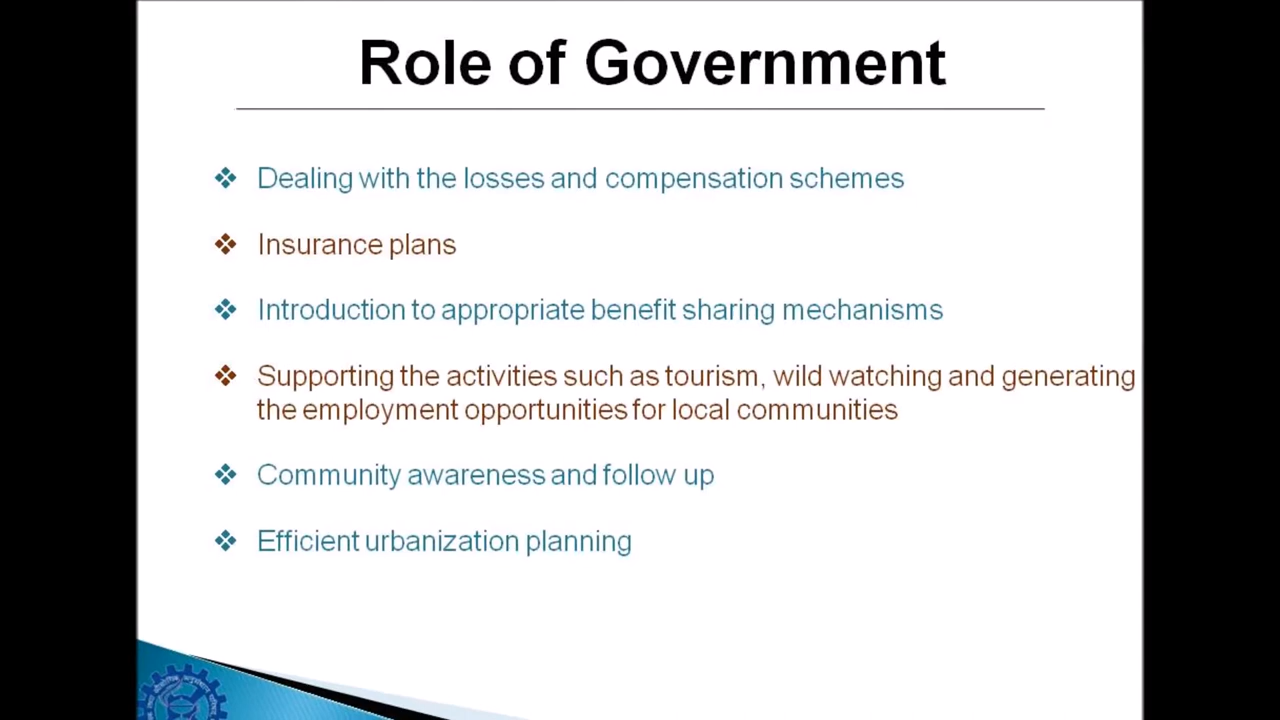 Role of Government
Dealing with the losses and compensation schemes
Insurance plans
Introduction to appropriate benefit sharing mechanisms
Supporting the activities such as tourism, wild watching and generating
the employment opportunities for local communities
Community awareness and follow up
Efficient urbanization planning